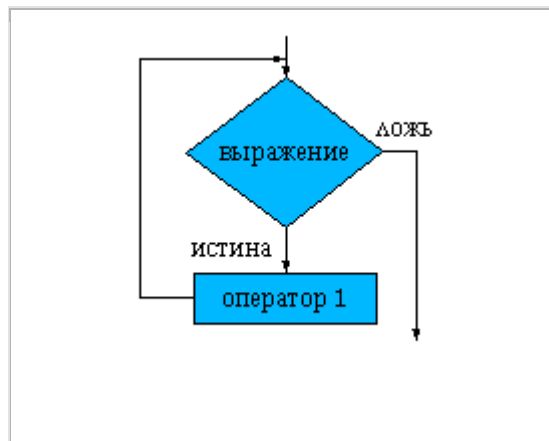 ложь
выражение
истина
оператор 1